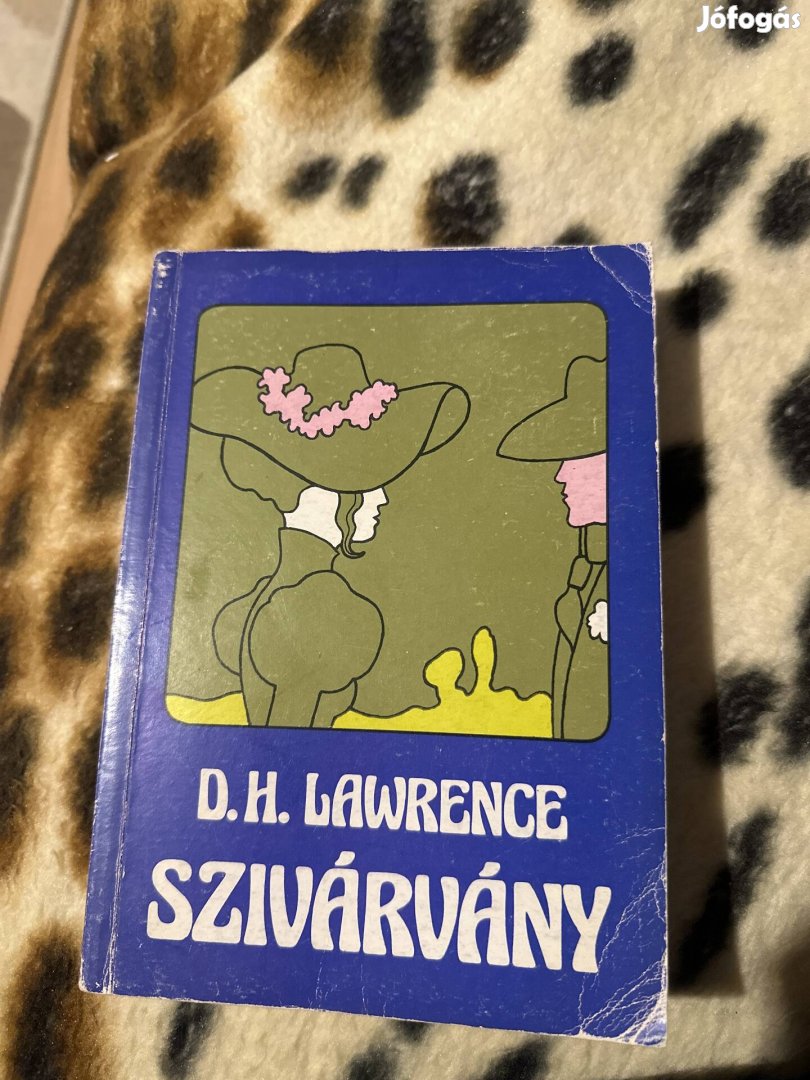 Jófogás
D.H. LAWRENCE
SZIVÁRVÁNY